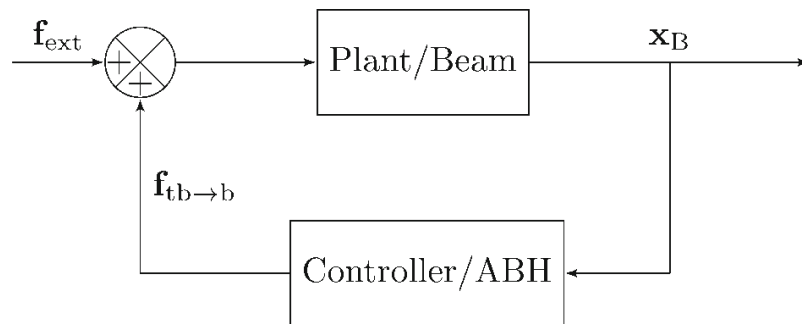 f_ext
+
+
Plant/Beam
x_B
f_tb→b
Controller/ABH